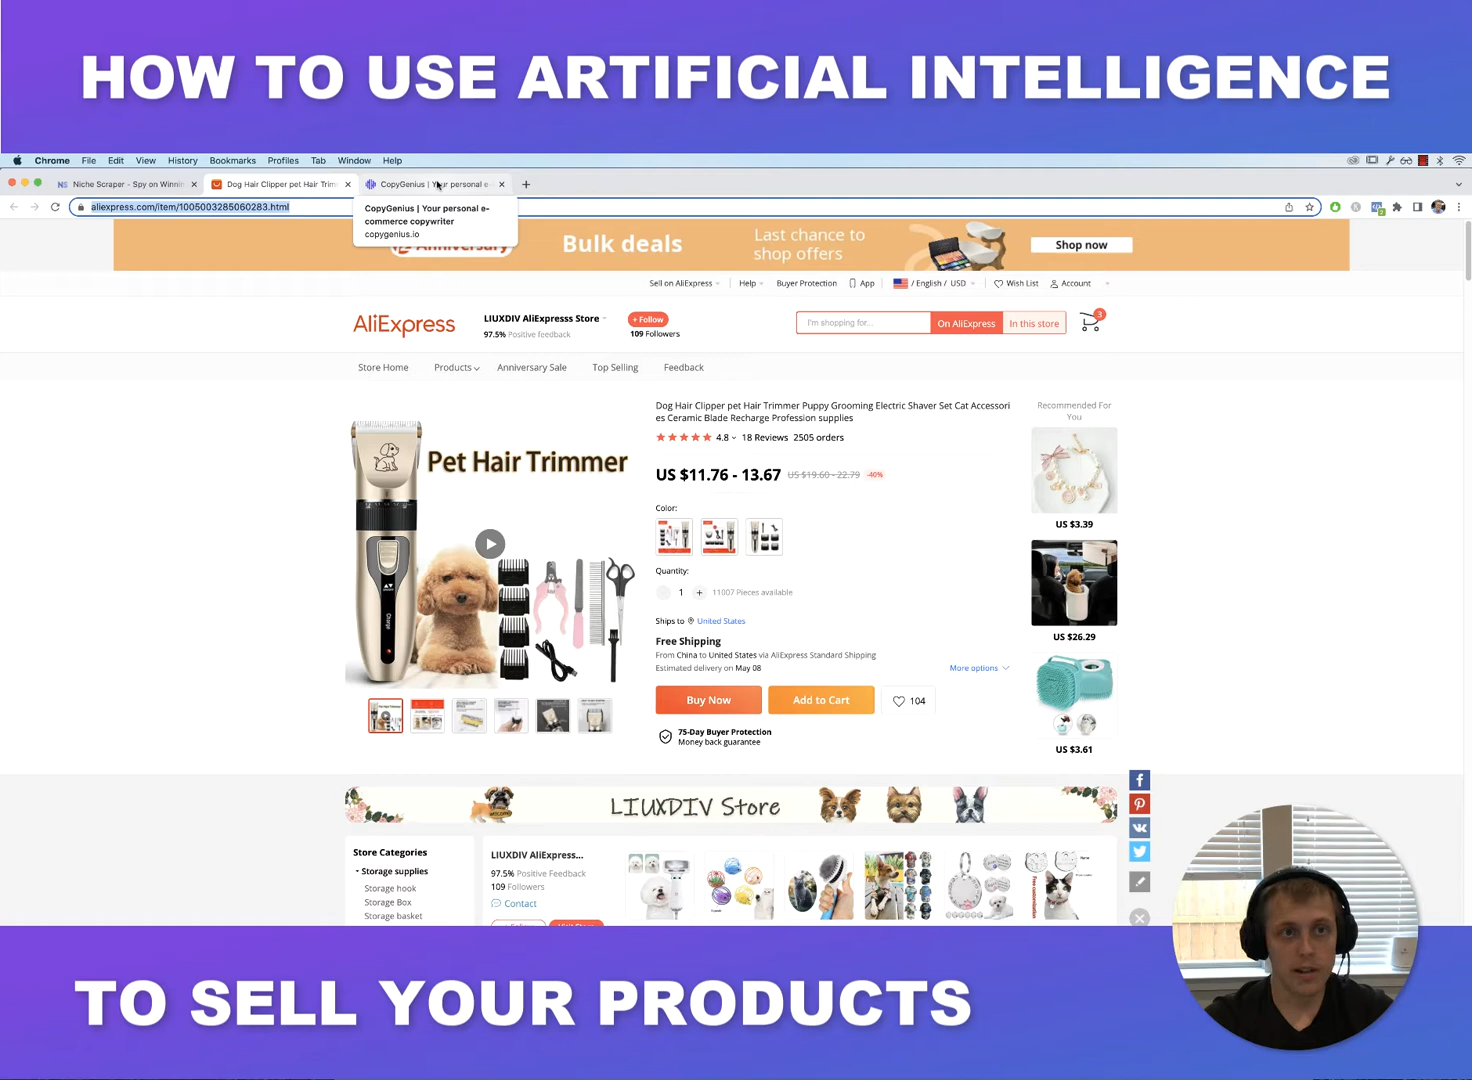 HOW TO USE ARTIFICIAL INTELLIGENCE
Chrome File Edit View History Bookmarks Profiles Tab Window Help
NS Niche Scraper - Spy on Winnin
Dog Hair Clipper pet Hair Trim
CopyGenius | Your personal e-
aliexpress.com/item/1005003285060283.html
CopyGenius | Your personal e-
commerce copywriter
copygenius.io
Anniversary
Bulk deals
Last chance to
shop offers
Shop now
Sell on AliExpress Help Buyer Protection App / English / USD Wish List Account
AliExpress
LIUXDIV AliExpresss Store
97.5% Positive feedback
+ Follow
109 Followers
I'm shopping for...
On AliExpress
In this store
3
Store Home Products Anniversary Sale Top Selling Feedback
Pet Hair Trimmer
Charge
Dog Hair Clipper pet Hair Trimmer Puppy Grooming Electric Shaver Set Cat Accessori
es Ceramic Blade Recharge Profession supplies
4.8 18 Reviews 2505 orders
US $11.76 - 13.67 US $19.60 - 22.79 -40%
Color:
Quantity:
1 + 11007 Pieces available
Ships to United States
Free Shipping
From China to United States via AliExpress Standard Shipping
Estimated delivery on May 08
More options
Buy Now
Add to Cart
104
75-Day Buyer Protection
Money back guarantee
Recommended For
You
US $3.39
US $26.29
US $3.61
LIUXDIV Store
Store Categories
Storage supplies
Storage hook
Storage Box
Storage basket
LIUXDIV AliExpress...
97.5% Positive Feedback
109 Followers
Contact
TO SELL YOUR PRODUCTS